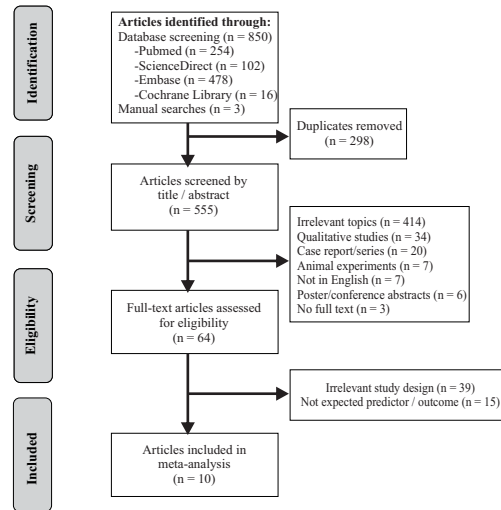 Identification
Articles identified through:
Database screening (n = 850)
-Pubmed (n = 254)
-ScienceDirect (n = 102)
-Embase (n = 478)
-Cochrane Library (n = 16)
Manual searches (n = 3)
Duplicates removed
(n = 298)
Screening
Articles screened by
title / abstract
(n = 555)
Irrelevant topics (n = 414)
Qualitative studies (n = 34)
Case report/series (n = 20)
Animal experiments (n = 7)
Not in English (n = 7)
Poster/conference abstracts (n = 6)
No full text (n = 3)
Eligibility
Full-text articles assessed
for eligibility
(n = 64)
Irrelevant study design (n = 39)
Not expected predictor / outcome (n = 15)
Included
Articles included in
meta-analysis
(n = 10)